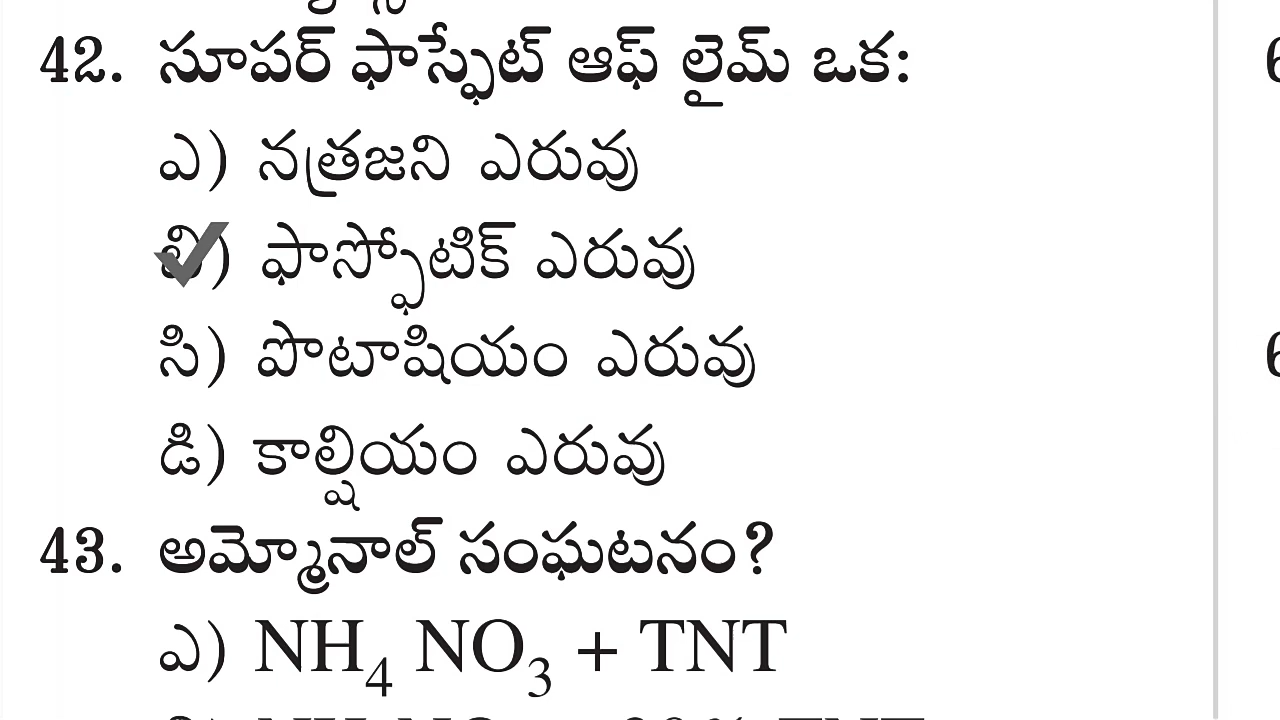 42. సూపర్ ఫాస్ఫేట్ ఆఫ్ లైమ్ ఒక:
ఎ) నత్రజని ఎరువు
బి) ఫాస్ఫోటిక్ ఎరువు
సి) పొటాషియం ఎరువు
డి) కాల్షియం ఎరువు
43. అమ్మోనాల్ సంఘటనం?
ఎ) NH₄ NO₃ + TNT